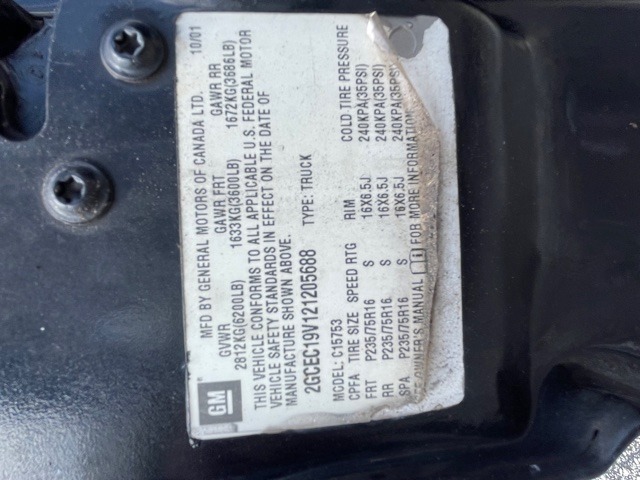 GM
MFD BY GENERAL MOTORS OF CANADA LTD. 10/01
GVWR GAWR FRT GAWR RR
2812KG(6200LB) 1633KG(3600LB) 1672KG(3686LB)
THIS VEHICLE CONFORMS TO ALL APPLICABLE U.S. FEDERAL MOTOR
VEHICLE SAFETY STANDARDS IN EFFECT ON THE DATE OF
MANUFACTURE SHOWN ABOVE.
2GCEC19V121205688 TYPE: TRUCK
MODEL: C15753
CPFA TIRE SIZE SPEED RTG RIM COLD TIRE PRESSURE
FRT P235/75R16 S 16X6.5J 240KPA(35PSI)
RR P235/75R16 S 16X6.5J 240KPA(35PSI)
SPA P235/75R16 S 16X6.5J 240KPA(35PSI)
OWNER'S MANUAL FOR MORE INFORMATION